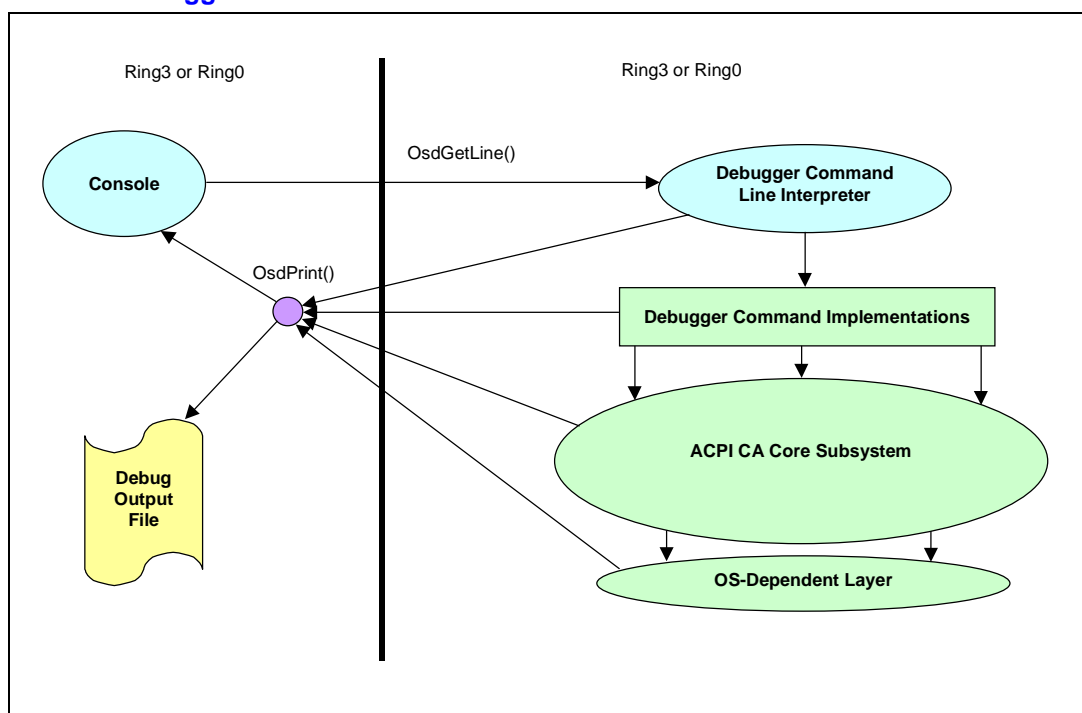 Ring3 or Ring0
Ring3 or Ring0
OsdGetLine()
Console
Debugger Command
Line Interpreter
OsdPrint()
Debugger Command Implementations
ACPI CA Core Subsystem
Debug
Output
File
OS-Dependent Layer